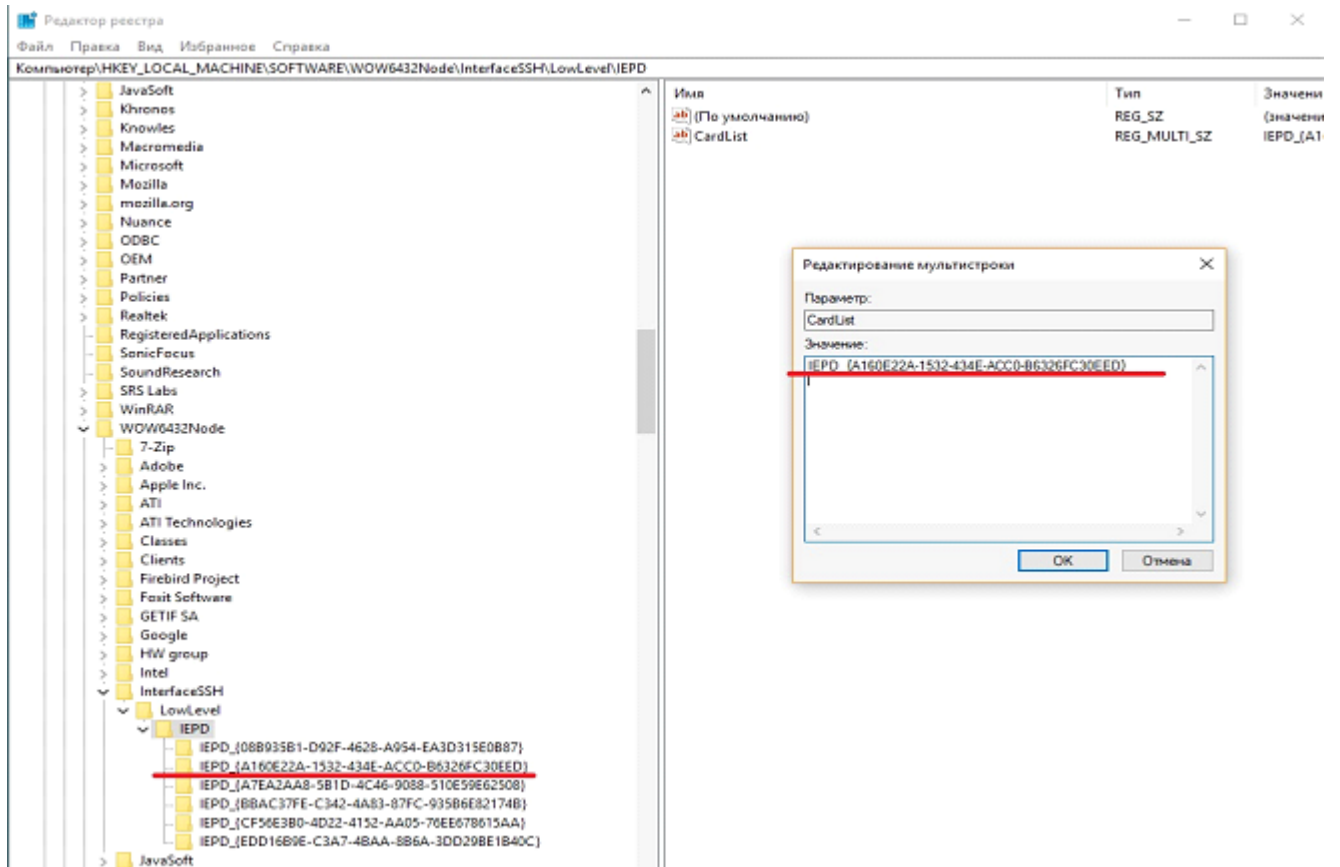 Редактор реестра
Файл Правка Вид Избранное Справка
Компьютер\HKEY_LOCAL_MACHINE\SOFTWARE\WOW6432Node\InterfaceSSH\LowLevel\IEPD
JavaSoft
Khronos
Knowles
Macromedia
Microsoft
Mozilla
mozilla.org
Nuance
ODBC
OEM
Partner
Policies
Realtek
RegisteredApplications
SonicFocus
SoundResearch
SRS Labs
WinRAR
WOW6432Node
7-Zip
Adobe
Apple Inc.
ATI
ATI Technologies
Classes
Clients
Firebird Project
Foxit Software
GETIF SA
Google
HW group
Intel
InterfaceSSH
LowLevel
IEPD
IEPD_{08B935B1-D92F-4628-A954-EA3D315E0B87}
IEPD_{A160E22A-1532-434E-ACC0-B6326FC30EED}
IEPD_{A7EA2AA8-5B1D-4C46-9088-510E59E62508}
IEPD_{BBAC37FE-C342-4A83-87FC-935B6E82174B}
IEPD_{CF56E3B0-4D22-4152-AA05-76EE678615AA}
IEPD_{EDD16B9E-C3A7-4BAA-8B6A-3DD29BE1B40C}
JavaSoft
Имя Тип Значени
(По умолчанию) REG_SZ (значени
CardList REG_MULTI_SZ IEPD_{A1
Редактирование мультистроки
Параметр:
CardList
Значение:
IEPD_{A160E22A-1532-434E-ACC0-B6326FC30EED}
OK Отмена